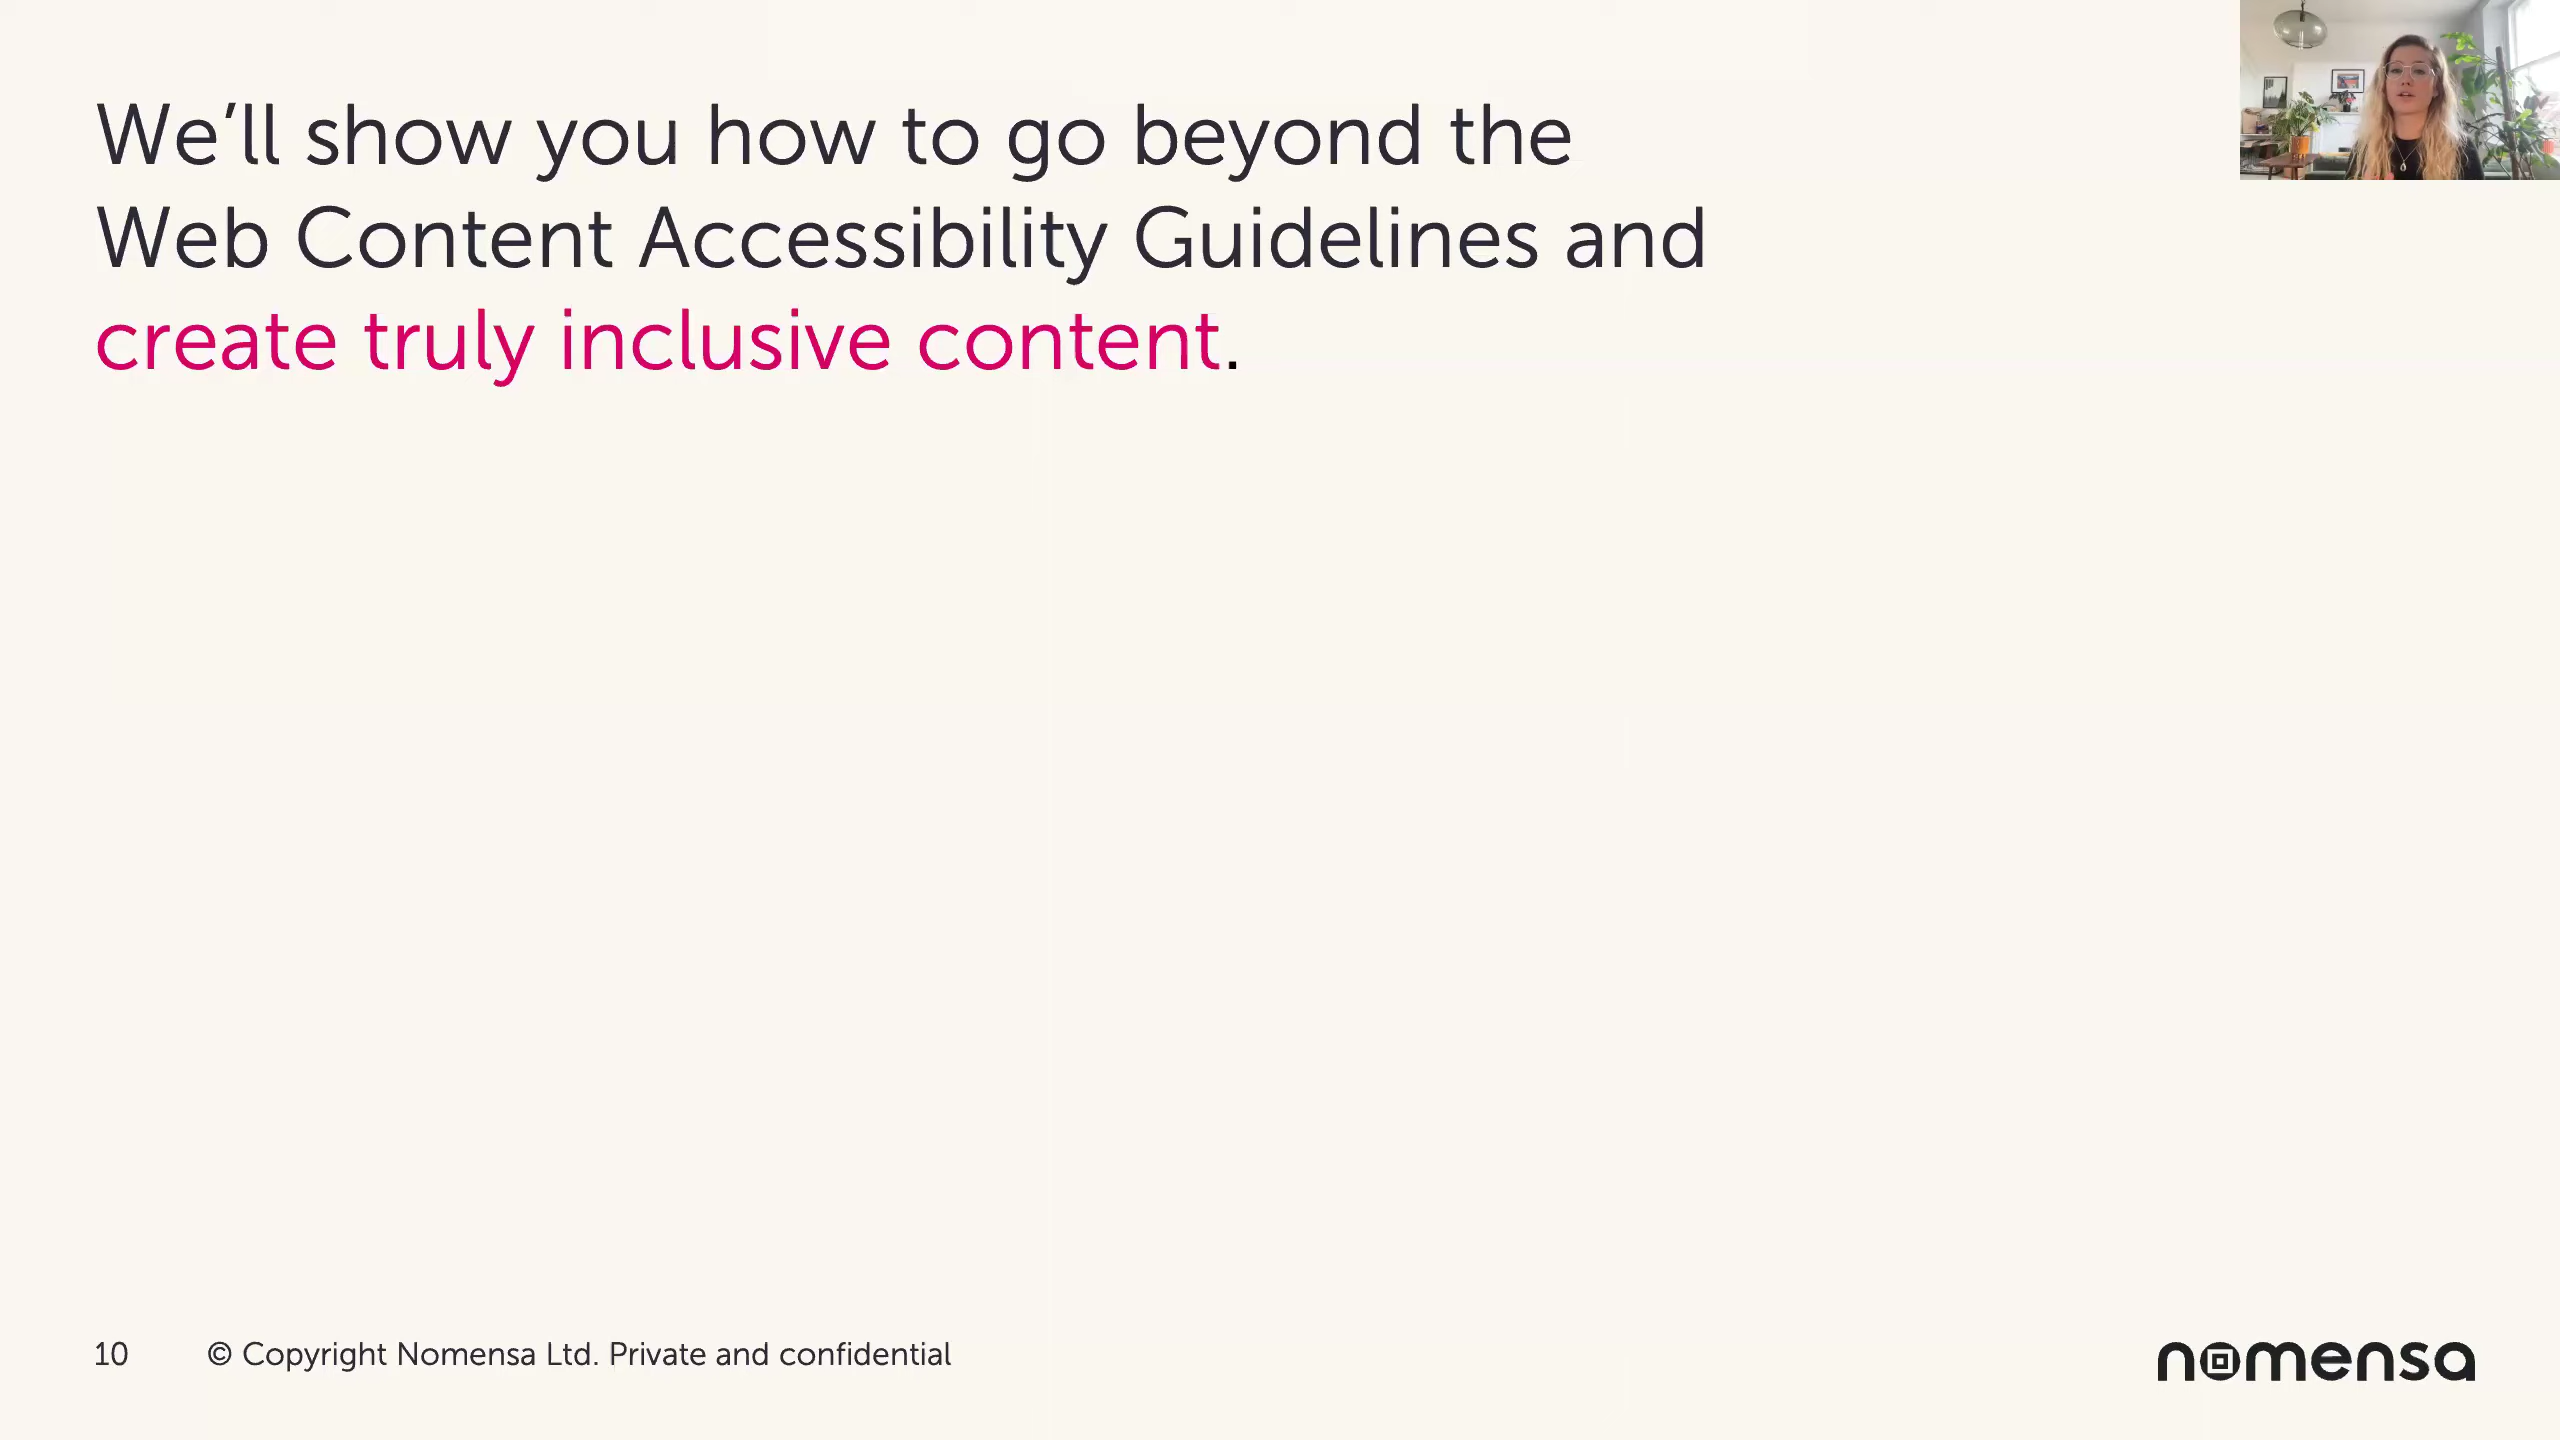 We’ll show you how to go beyond the
Web Content Accessibility Guidelines and
create truly inclusive content.
10 © Copyright Nomensa Ltd. Private and confidential
nomensa